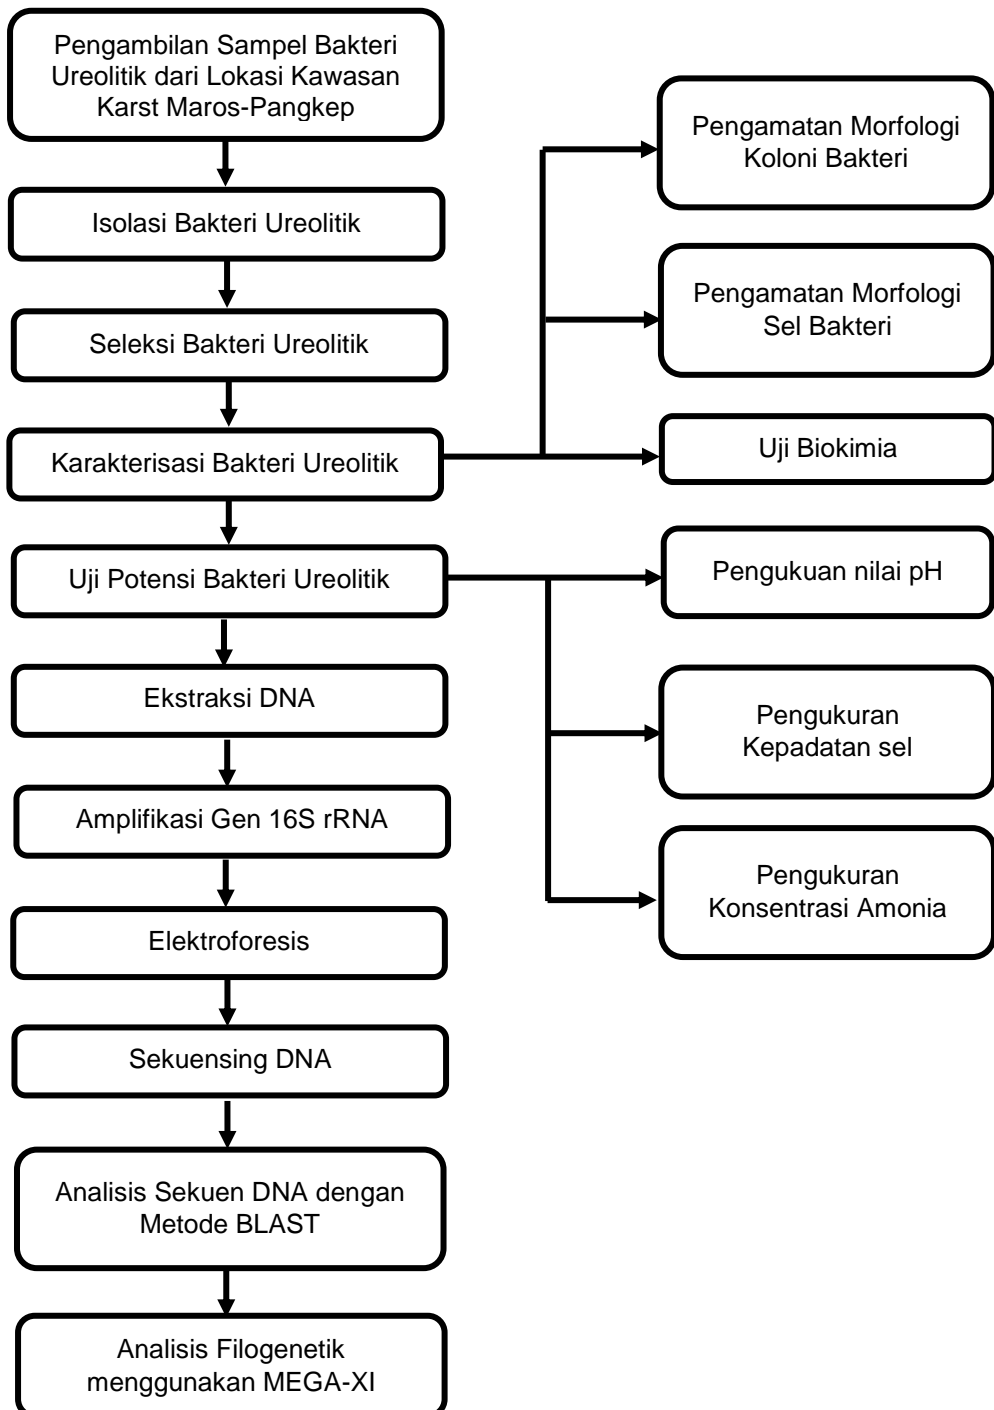 Pengambilan Sampel Bakteri
Ureolitik dari Lokasi Kawasan
Karst Maros-Pangkep
Isolasi Bakteri Ureolitik
Seleksi Bakteri Ureolitik
Karakterisasi Bakteri Ureolitik
Pengamatan Morfologi
Koloni Bakteri
Pengamatan Morfologi
Sel Bakteri
Uji Biokimia
Uji Potensi Bakteri Ureolitik
Pengukuan nilai pH
Pengukuran
Kepadatan sel
Pengukuran
Konsentrasi Amonia
Ekstraksi DNA
Amplifikasi Gen 16S rRNA
Elektroforesis
Sekuensing DNA
Analisis Sekuen DNA dengan
Metode BLAST
Analisis Filogenetik
menggunakan MEGA-XI